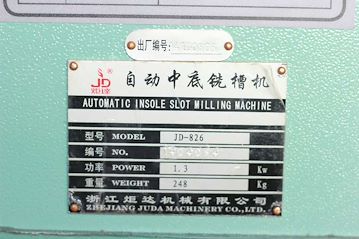 出厂编号:
JD
炬达
自动中底铣槽机
AUTOMATIC INSOLE SLOT MILLING MACHINE
型号 MODEL JD-826
编号 NO.
功率 POWER 1.3 Kw
重量 WEIGHT 248 Kg
浙江炬达机械有限公司
ZHEJIANG JUDA MACHINERY CO.,LTD.